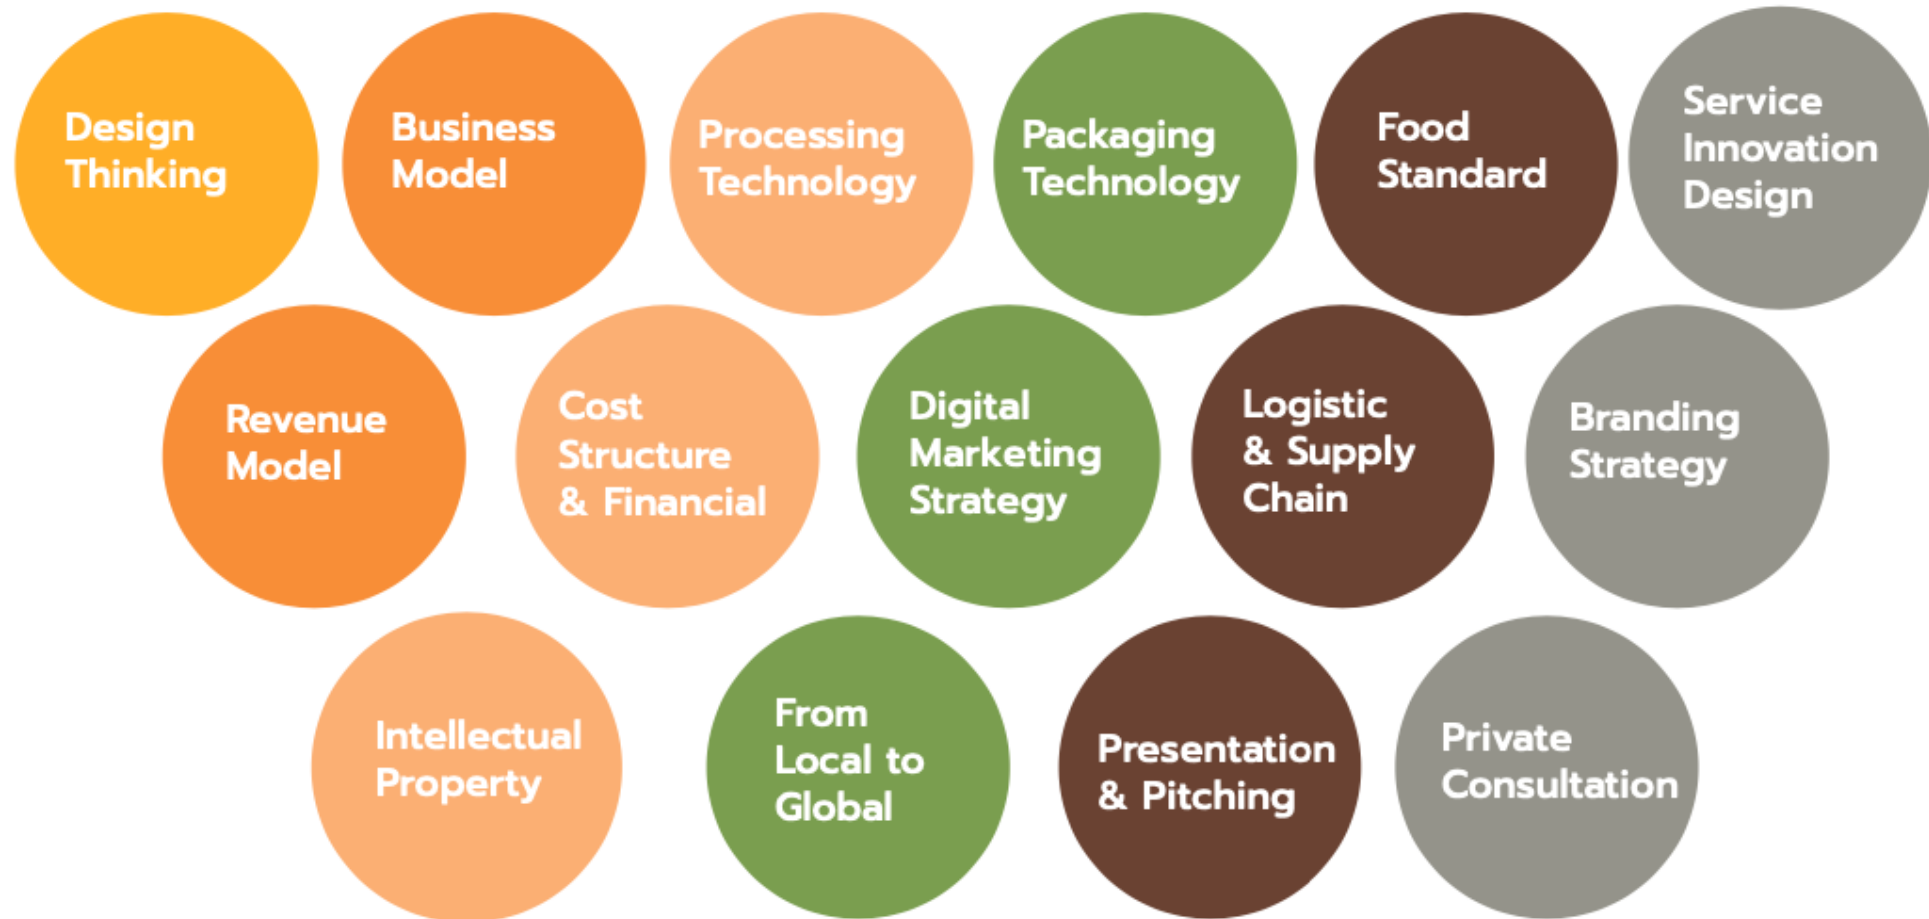 Design
Thinking
Business
Model
Processing
Technology
Packaging
Technology
Food
Standard
Service
Innovation
Design
Revenue
Model
Cost
Structure
& Financial
Digital
Marketing
Strategy
Logistic
& Supply
Chain
Branding
Strategy
Intellectual
Property
From
Local to
Global
Presentation
& Pitching
Private
Consultation